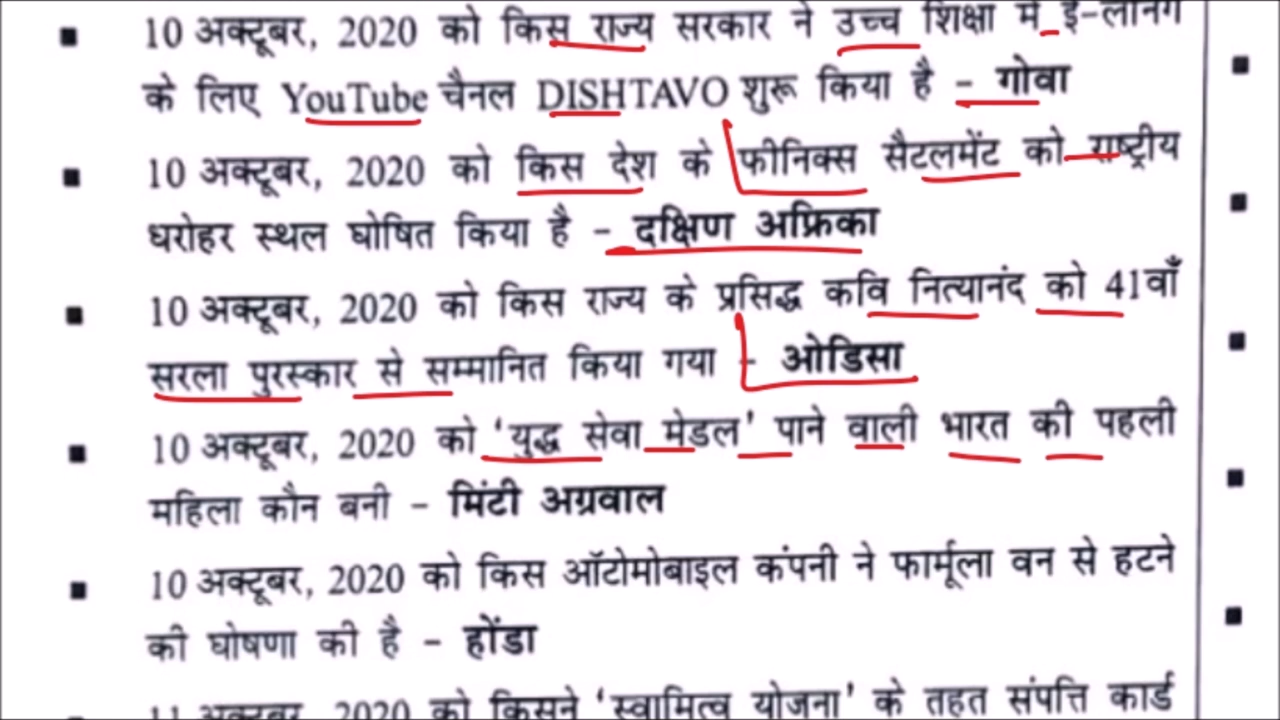 ■ 10 अक्टूबर, 2020 को किस राज्य सरकार ने उच्च शिक्षा में ई-लर्निंग
के लिए YouTube चैनल DISHTAVO शुरू किया है – गोवा
■ 10 अक्टूबर, 2020 को किस देश के फीनिक्स सैटलमेंट को राष्ट्रीय
धरोहर स्थल घोषित किया है – दक्षिण अफ्रिका
■ 10 अक्टूबर, 2020 को किस राज्य के प्रसिद्ध कवि नित्यानंद को 41वाँ
सरला पुरस्कार से सम्मानित किया गया – ओडिसा
■ 10 अक्टूबर, 2020 को ‘युद्ध सेवा मेडल’ पाने वाली भारत की पहली
महिला कौन बनी – मिंटी अग्रवाल
■ 10 अक्टूबर, 2020 को किस ऑटोमोबाइल कंपनी ने फार्मूला वन से हटने
की घोषणा की है – होंडा
11 अक्टूबर, 2020 को किसने ‘स्वामित्व योजना’ के तहत संपत्ति कार्ड